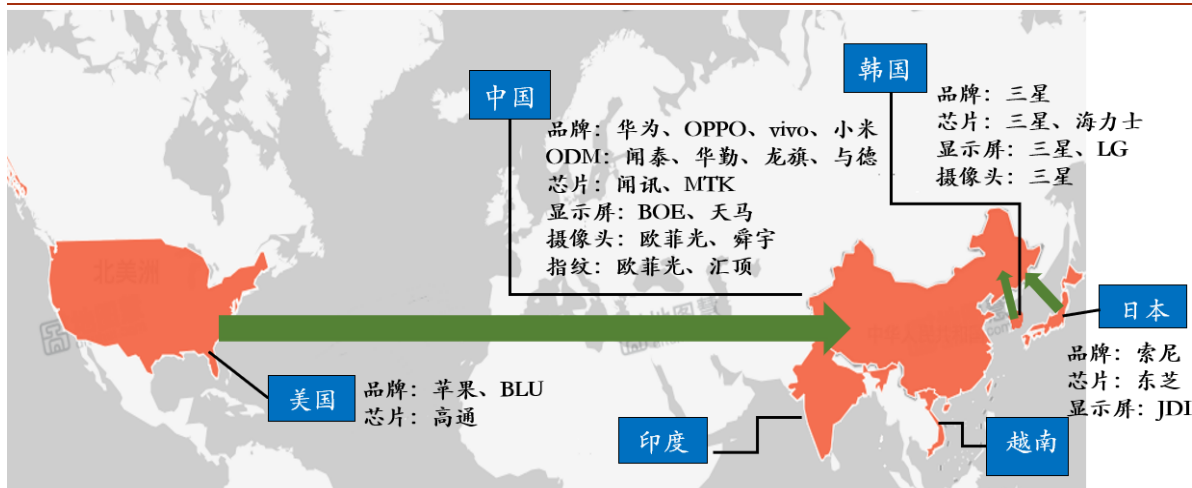 韩国
品牌：三星
芯片：三星、海力士
显示屏：三星、LG
摄像头：三星
中国
品牌：华为、OPPO、vivo、小米
ODM：闻泰、华勤、龙旗、与德
芯片：闻讯、MTK
显示屏：BOE、天马
摄像头：欧菲光、舜宇
指纹：欧菲光、汇顶
北美洲
日本
品牌：索尼
芯片：东芝
显示屏：JDI
美国
品牌：苹果、BLU
芯片：高通
印度
越南